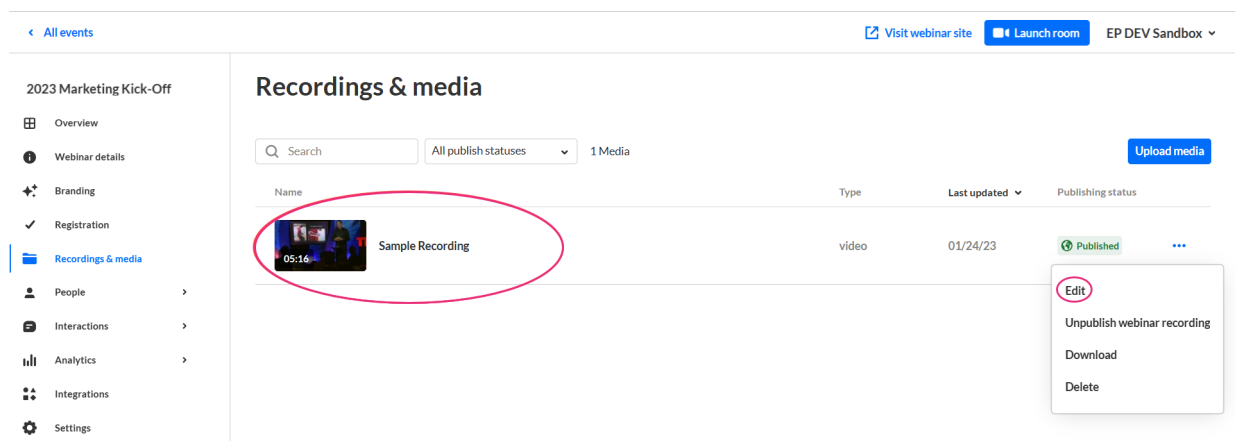 All events
Visit webinar site
Launch room
EP DEV Sandbox
2023 Marketing Kick-Off
Overview
Webinar details
Branding
Registration
Recordings & media
People
Interactions
Analytics
Integrations
Settings
Recordings & media
Search
All publish statuses
1 Media
Upload media
Name
Type
Last updated
Publishing status
05:16
Sample Recording
video
01/24/23
Published
Edit
Unpublish webinar recording
Download
Delete